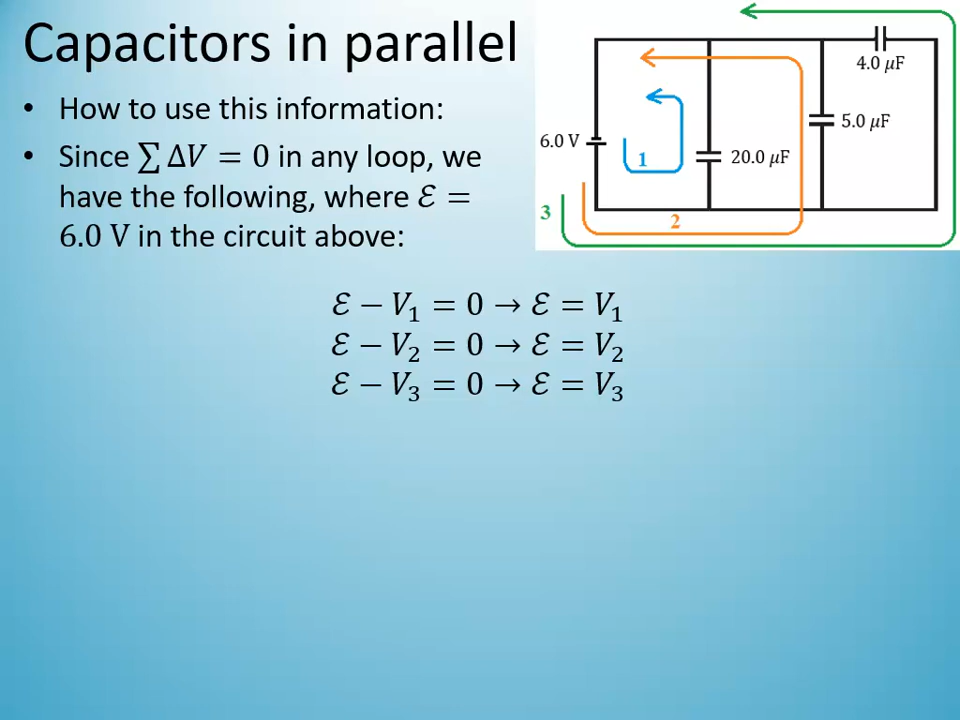 Capacitors in parallel
• How to use this information:
• Since ∑ ΔV = 0 in any loop, we
have the following, where ℰ =
6.0 V in the circuit above:
4.0 μF
5.0 μF
6.0 V
1
20.0 μF
3
2
ℰ − V₁ = 0 → ℰ = V₁
ℰ − V₂ = 0 → ℰ = V₂
ℰ − V₃ = 0 → ℰ = V₃